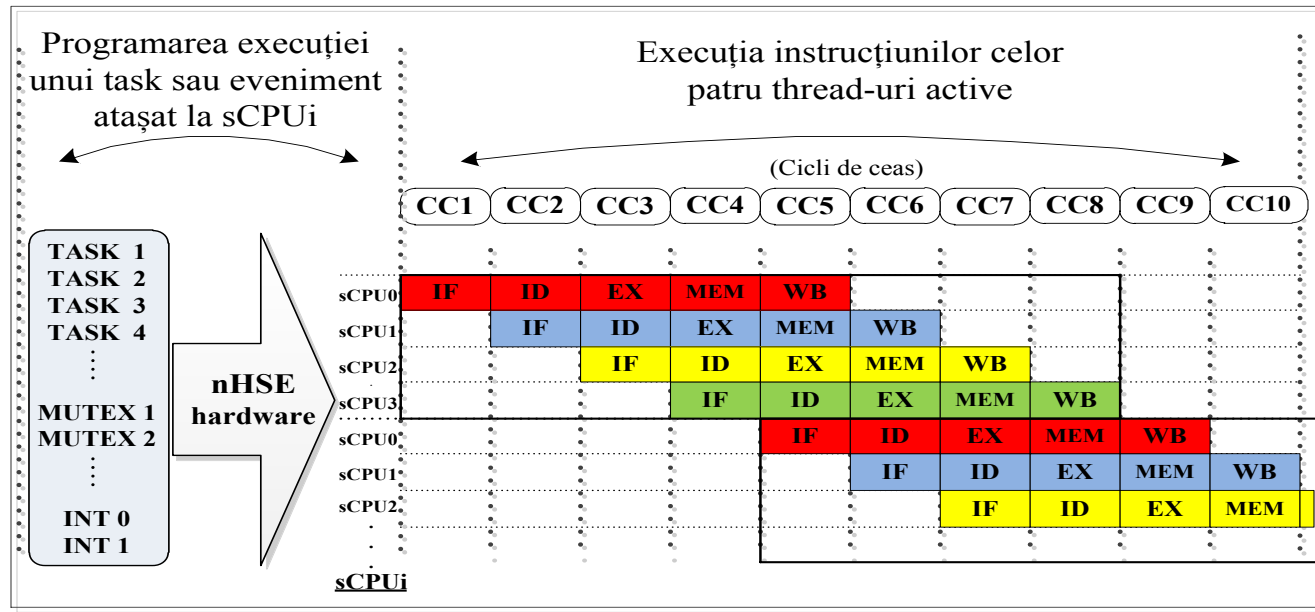 Programarea execuției
unui task sau eveniment
atașat la sCPUi
Execuția instrucțiunilor celor
patru thread-uri active
(Cicli de ceas)
CC1 CC2 CC3 CC4 CC5 CC6 CC7 CC8 CC9 CC10
TASK 1
TASK 2
TASK 3
TASK 4
MUTEX 1
MUTEX 2
INT 0
INT 1
nHSE
hardware
sCPU0 IF ID EX MEM WB
sCPU1 IF ID EX MEM WB
sCPU2 IF ID EX MEM WB
sCPU3 IF ID EX MEM WB
sCPU0 IF ID EX MEM WB
sCPU1 IF ID EX MEM WB
sCPU2 IF ID EX MEM
sCPUi